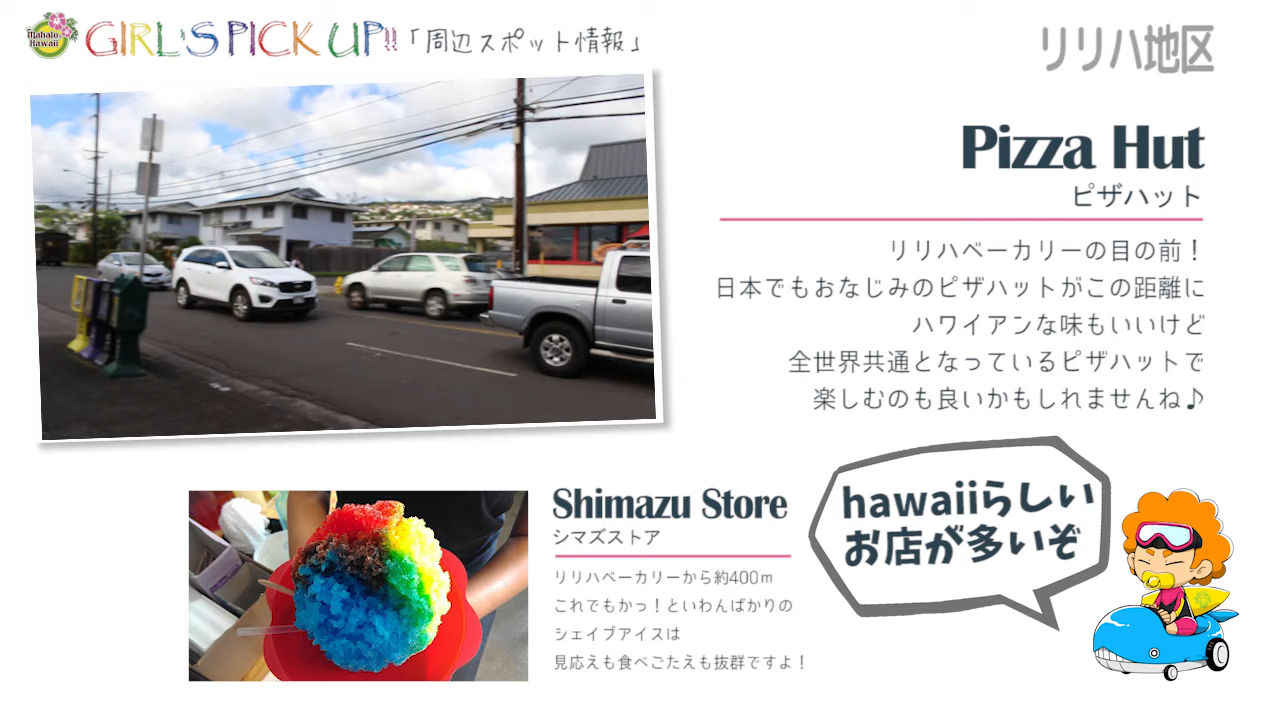 Mahalo
Hawaii
GIRL'S PICK UP!!「周辺スポット情報」
リリハ地区
Pizza Hut
ピザハット
リリハベーカリーの目の前！
日本でもおなじみのピザハットがこの距離に
ハワイアンな味もいいけど
全世界共通となっているピザハットで
楽しむのも良いかもしれませんね♪
Shimazu Store
シマズストア
リリハベーカリーから約400m
これでもかっ！といわんばかりの
シェイブアイスは
見応えも食べごたえも抜群ですよ！
hawaiiらしい
お店が多いぞ